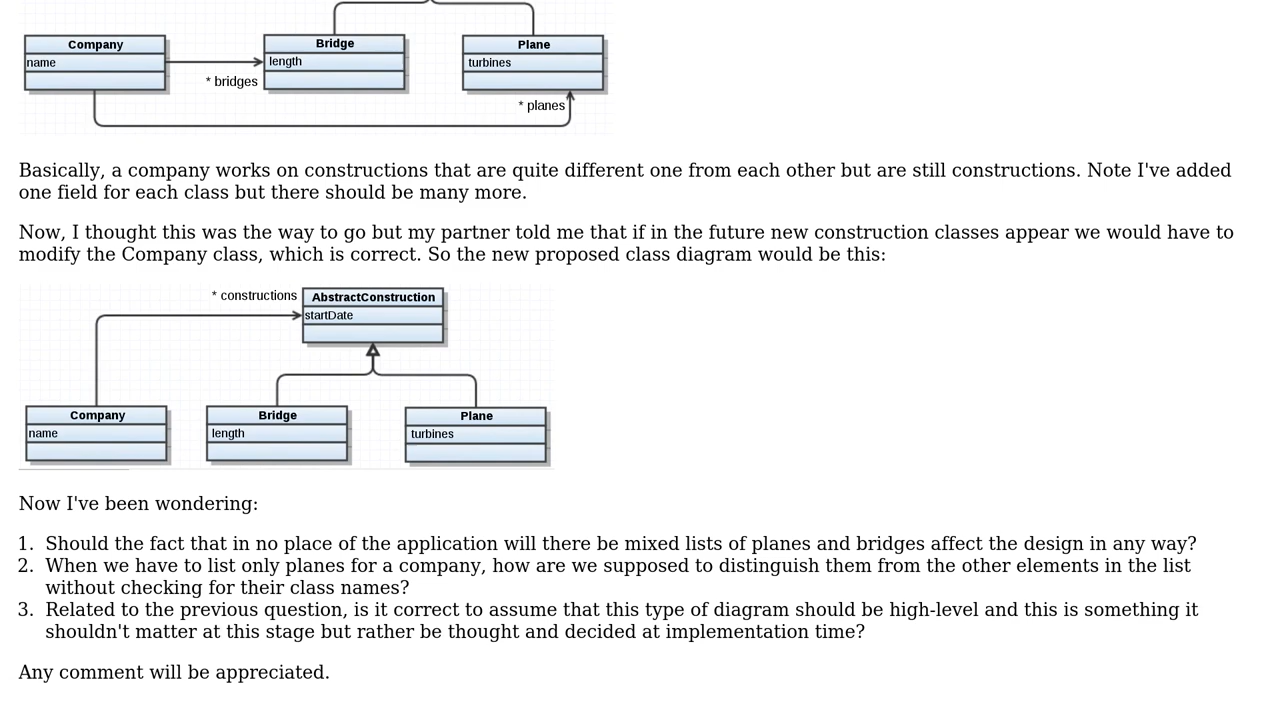 Company
Bridge
Plane
name
length
turbines
* bridges
* planes
Basically, a company works on constructions that are quite different one from each other but are still constructions. Note I've added
one field for each class but there should be many more.
Now, I thought this was the way to go but my partner told me that if in the future new construction classes appear we would have to
modify the Company class, which is correct. So the new proposed class diagram would be this:
* constructions
AbstractConstruction
startDate
Company
Bridge
Plane
name
length
turbines
Now I've been wondering:
1. Should the fact that in no place of the application will there be mixed lists of planes and bridges affect the design in any way?
2. When we have to list only planes for a company, how are we supposed to distinguish them from the other elements in the list
without checking for their class names?
3. Related to the previous question, is it correct to assume that this type of diagram should be high-level and this is something it
shouldn't matter at this stage but rather be thought and decided at implementation time?
Any comment will be appreciated.